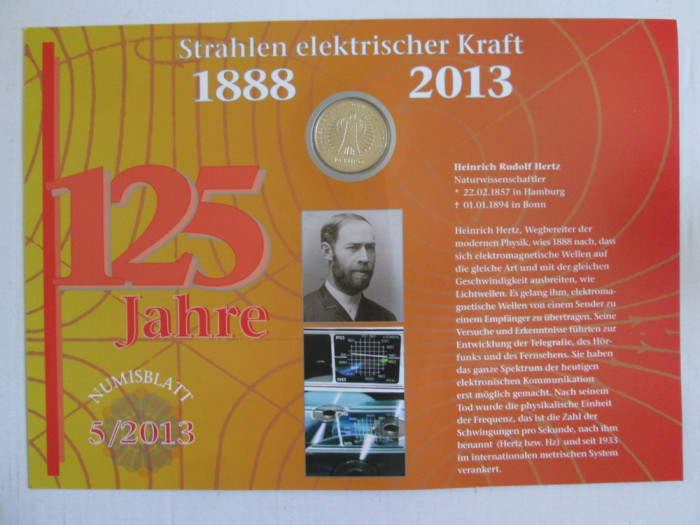 Strahlen elektrischer Kraft
1888 2013
125
Jahre
NUMISBLATT
5/2013
Heinrich Rudolf Hertz
Naturwissenschaftler
* 22.02.1857 in Hamburg
† 01.01.1894 in Bonn
Heinrich Hertz, Wegbereiter der
modernen Physik, wies 1888 nach, dass
sich elektromagnetische Wellen auf
die gleiche Art und mit der gleichen
Geschwindigkeit ausbreiten, wie
Lichtwellen. Es gelang ihm, elektroma-
gnetische Wellen von einem Sender zu
einem Empfänger zu übertragen. Seine
Versuche und Erkenntnisse führten zur
Entwicklung der Telegrafie, des Hör-
funks und des Fernsehens. Sie haben
das ganze Spektrum der heutigen
elektronischen Kommunikation
erst möglich gemacht. Nach seinem
Tod wurde die physikalische Einheit
der Frequenz, das ist die Zahl der
Schwingungen pro Sekunde, nach ihm
benannt (Hertz bzw. Hz) und seit 1933
im internationalen metrischen System
verankert.